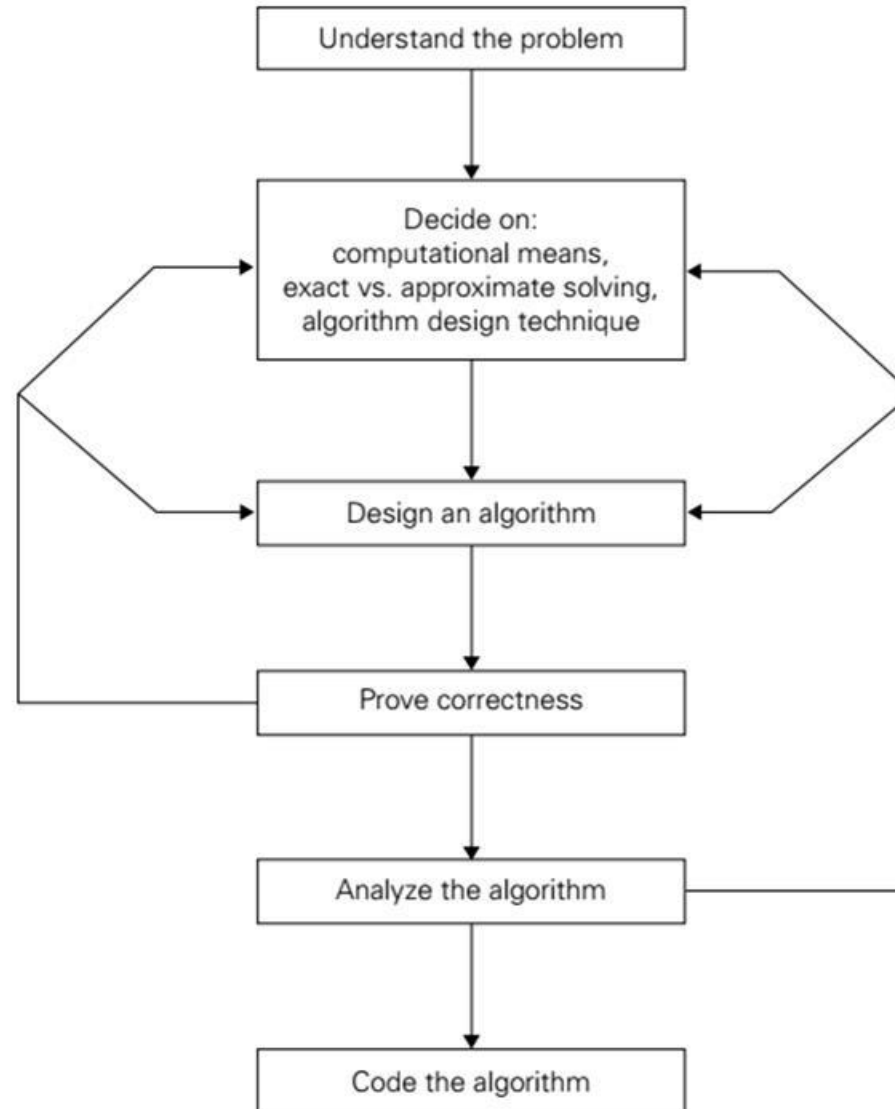 Understand the problem
Decide on:
computational means,
exact vs. approximate solving,
algorithm design technique
Design an algorithm
Prove correctness
Analyze the algorithm
Code the algorithm